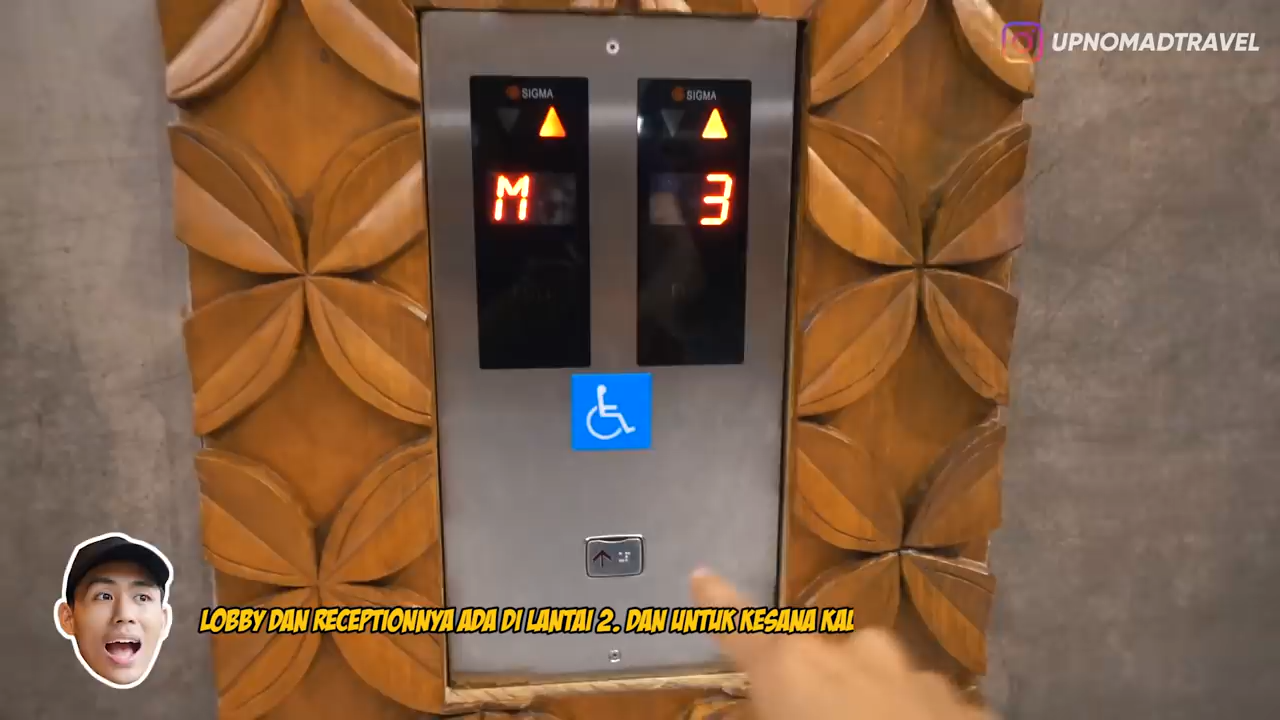 UPNOMADTRAVEL
SIGMA
SIGMA
M
3
LOBBY DAN RECEPTIONNYA ADA DI LANTAI 2. DAN UNTUK KESANA KAL